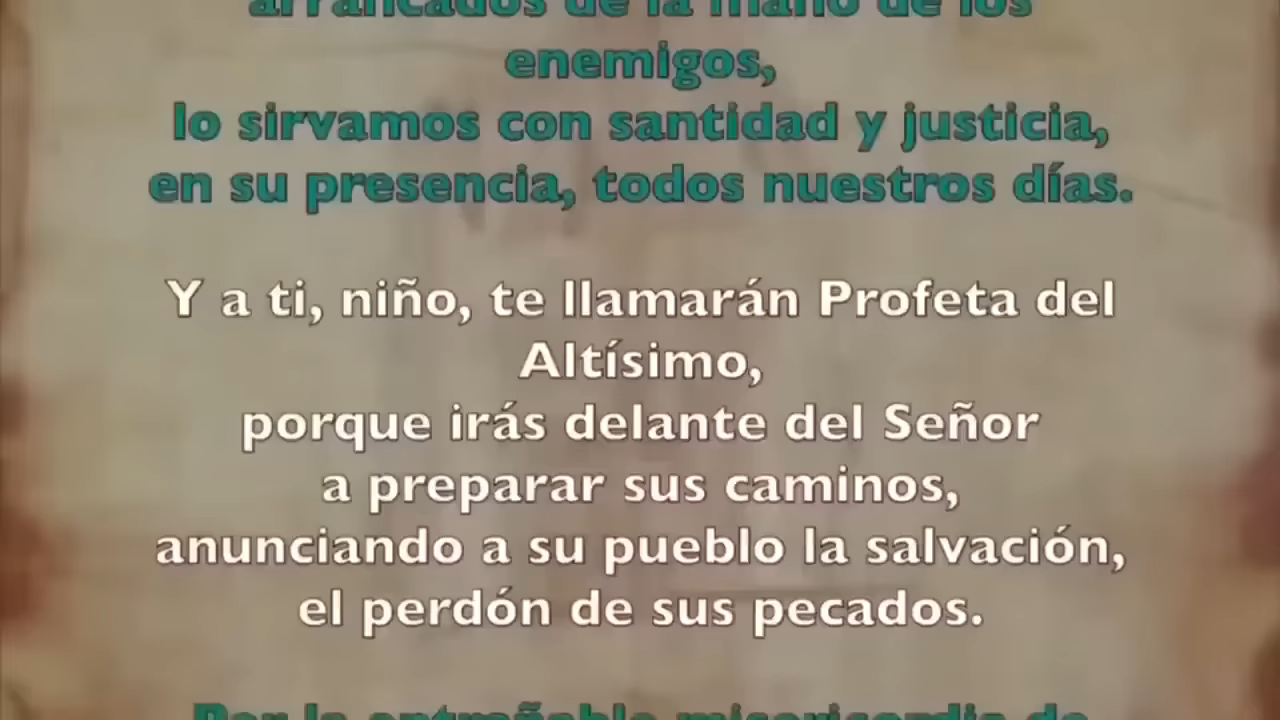 arrancados de la mano de los
enemigos,
lo sirvamos con santidad y justicia,
en su presencia, todos nuestros días.
Y a ti, niño, te llamarán Profeta del
Altísimo,
porque irás delante del Señor
a preparar sus caminos,
anunciando a su pueblo la salvación,
el perdón de sus pecados.
Por la entrañable misericordia de